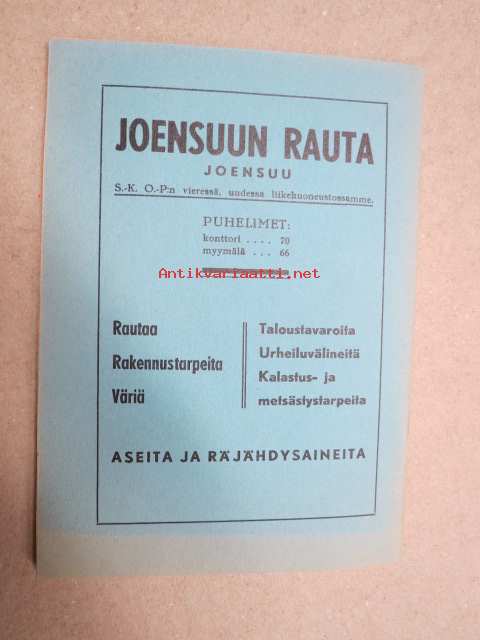 JOENSUUN RAUTA
JOENSUU
S.-K. O.-P:n vieressä, uudessa liikehuoneustossamme.
PUHELIMET:
konttori .... 70
myymälä ... 66
Antikvariaatti.net
Rautaa
Rakennustarpeita
Väriä
Taloustavaroita
Urheiluvälineitä
Kalastus- ja
metsästystarpeita
ASEITA JA RÄJÄHDYSAINEITA